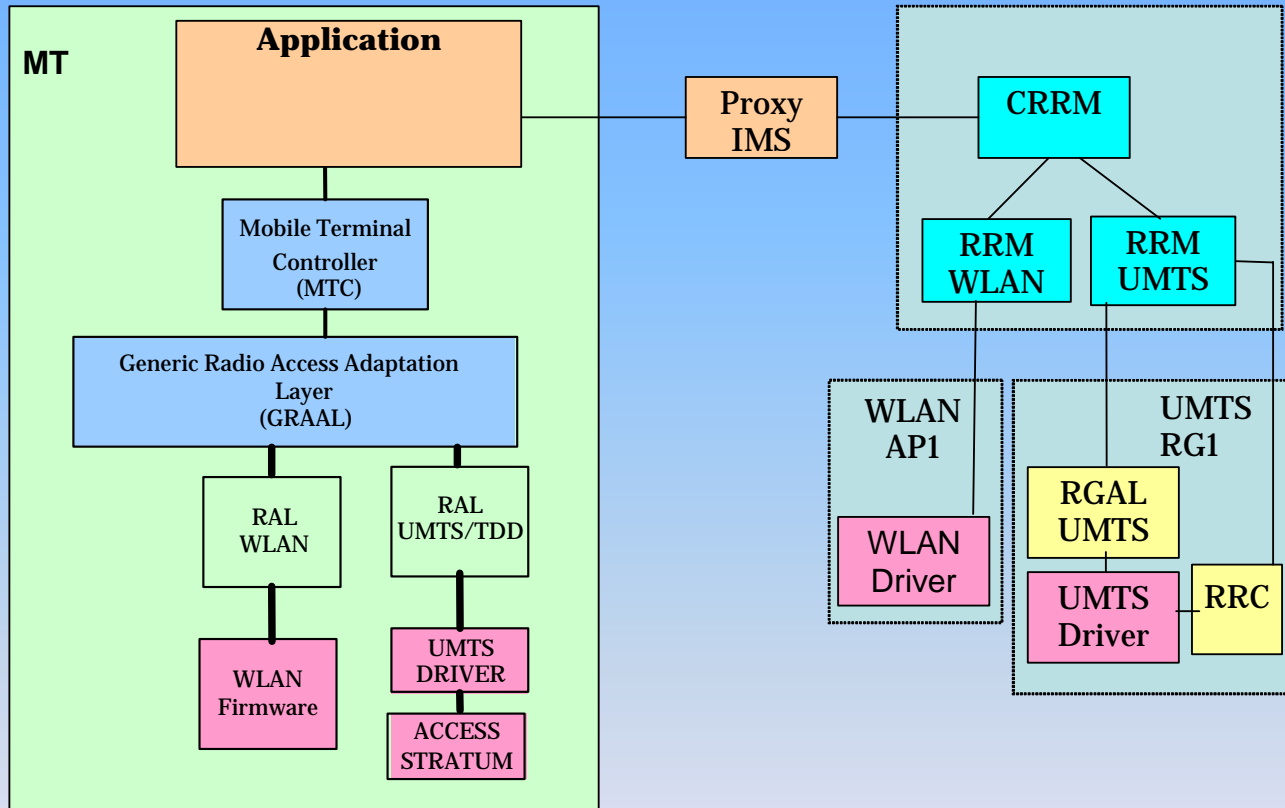 MT
Application
Mobile Terminal
Controller
(MTC)
Generic Radio Access Adaptation
Layer
(GRAAL)
RAL
WLAN
RAL
UMTS/TDD
WLAN
Firmware
UMTS
DRIVER
ACCESS
STRATUM
Proxy
IMS
CRRM
RRM
WLAN
RRM
UMTS
WLAN
AP1
WLAN
Driver
UMTS
RG1
RGAL
UMTS
UMTS
Driver
RRC